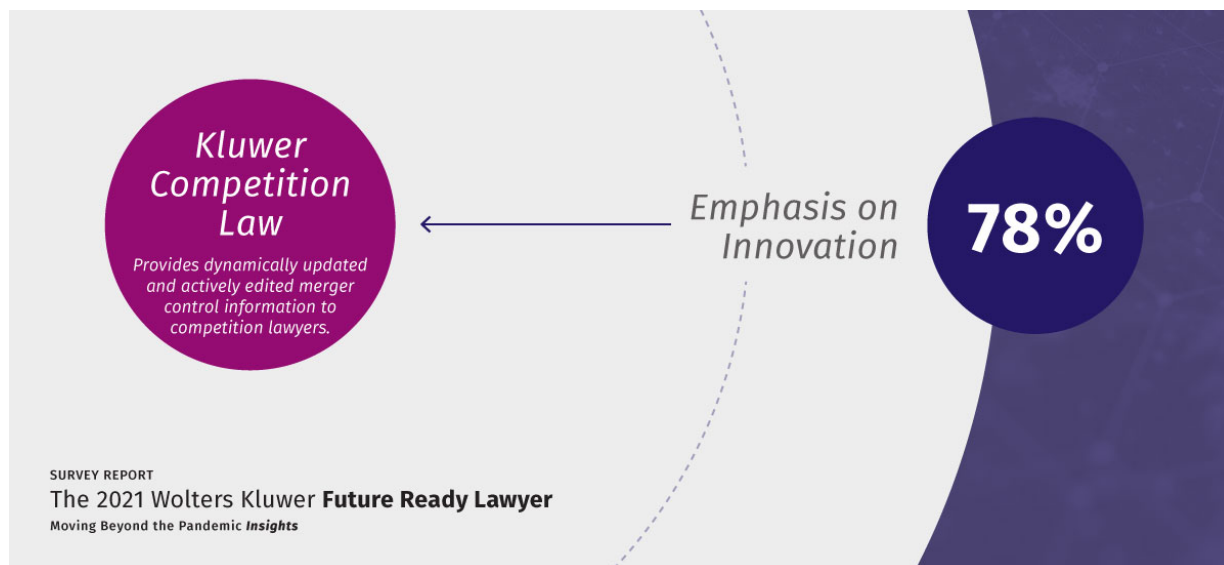 Kluwer
Competition
Law
Provides dynamically updated
and actively edited merger
control information to
competition lawyers.
Emphasis on
Innovation
78%
SURVEY REPORT
The 2021 Wolters Kluwer Future Ready Lawyer
Moving Beyond the Pandemic Insights